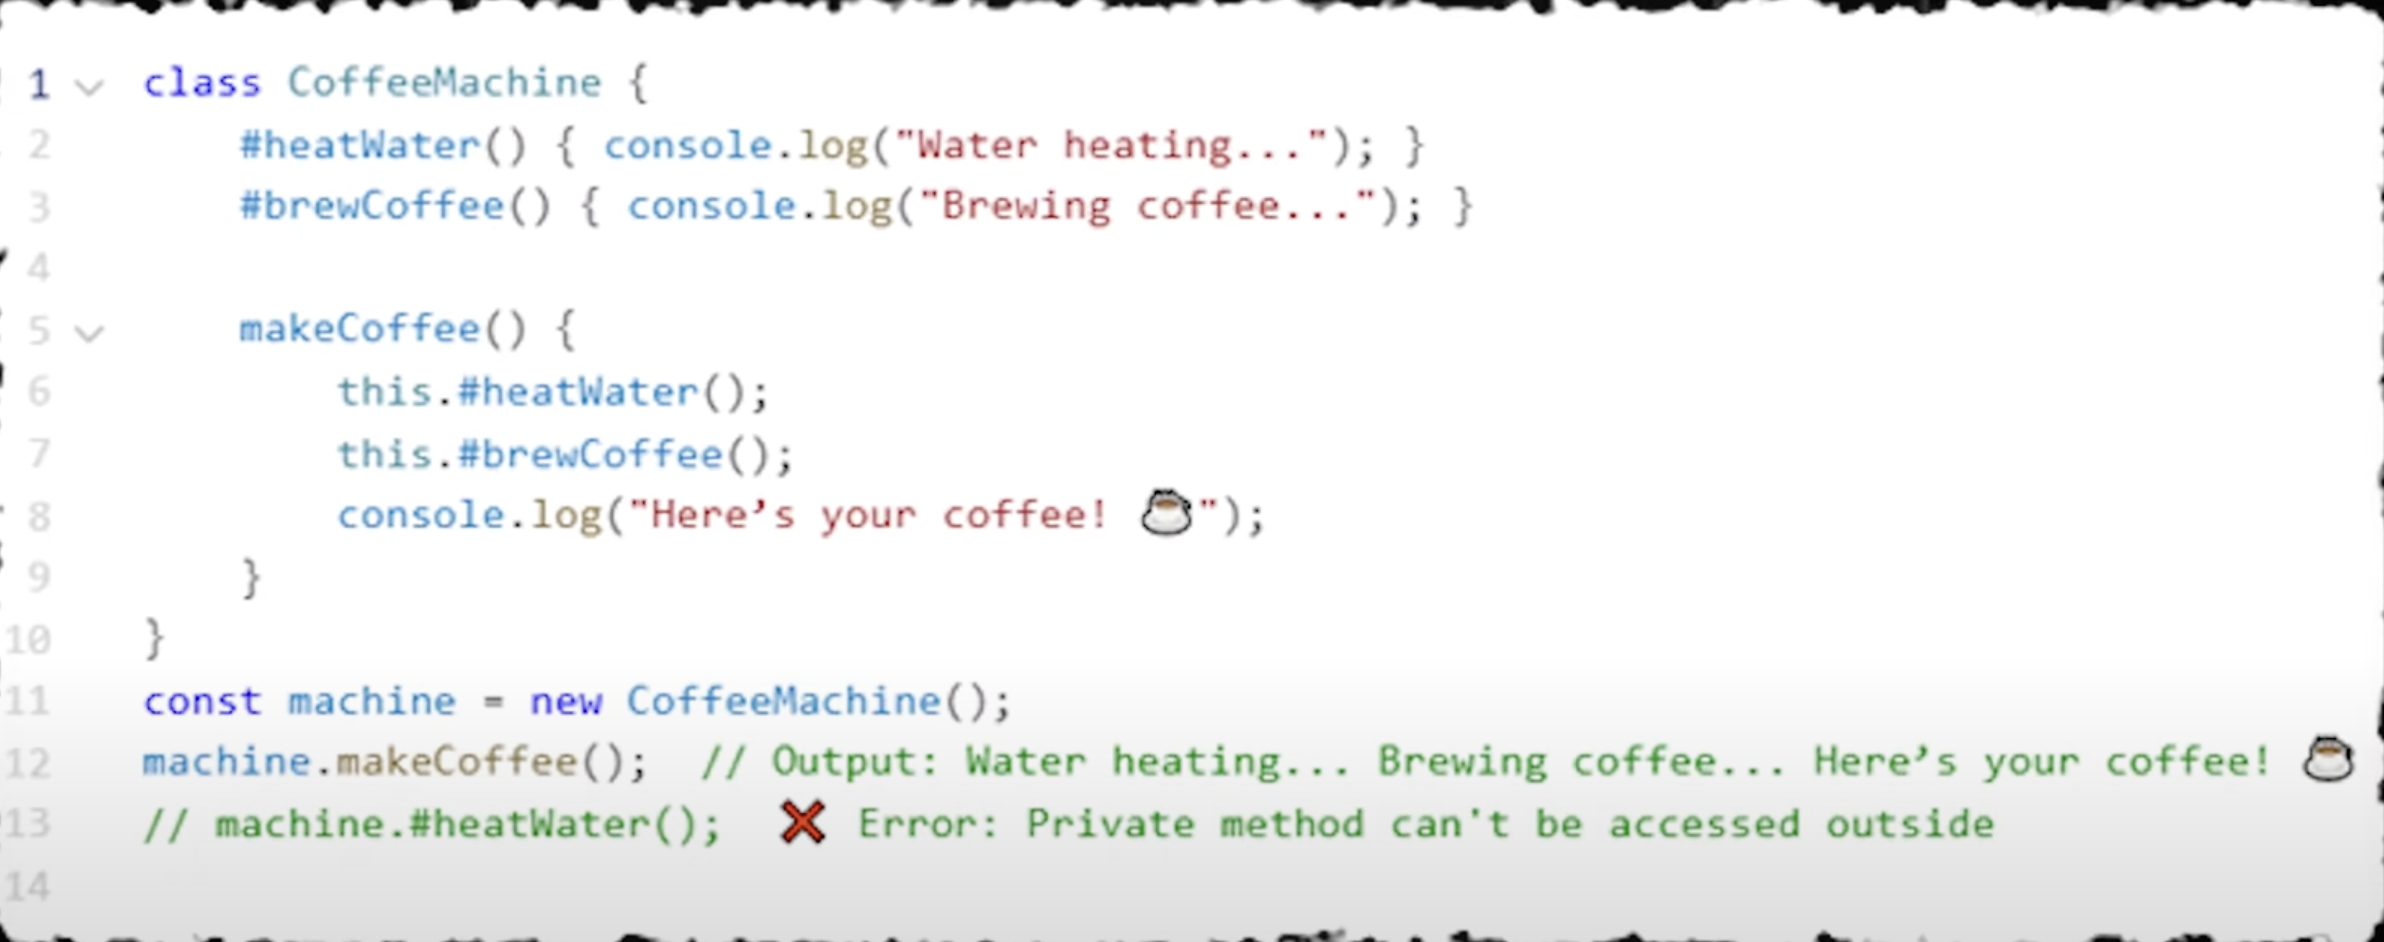 1 class CoffeeMachine {
2 #heatWater() { console.log("Water heating..."); }
3 #brewCoffee() { console.log("Brewing coffee..."); }
4
5 makeCoffee() {
6 this.#heatWater();
7 this.#brewCoffee();
8 console.log("Here’s your coffee! ☕");
9 }
10 }
11 const machine = new CoffeeMachine();
12 machine.makeCoffee(); // Output: Water heating... Brewing coffee... Here’s your coffee! ☕
13 // machine.#heatWater(); ❌ Error: Private method can't be accessed outside
14